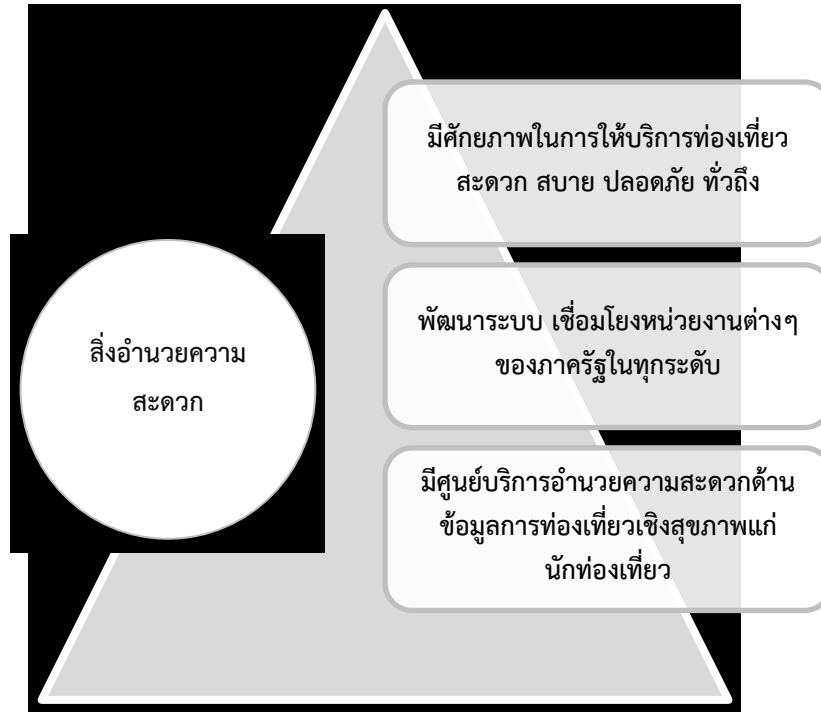 มีศักยภาพในการให้บริการท่องเที่ยว
สะดวก สบาย ปลอดภัย ทั่วถึง
สิ่งอำนวยความ
สะดวก
พัฒนาระบบ เชื่อมโยงหน่วยงานต่างๆ
ของภาครัฐในทุกระดับ
มีศูนย์บริการอำนวยความสะดวกด้าน
ข้อมูลการท่องเที่ยวเชิงสุขภาพแก่
นักท่องเที่ยว